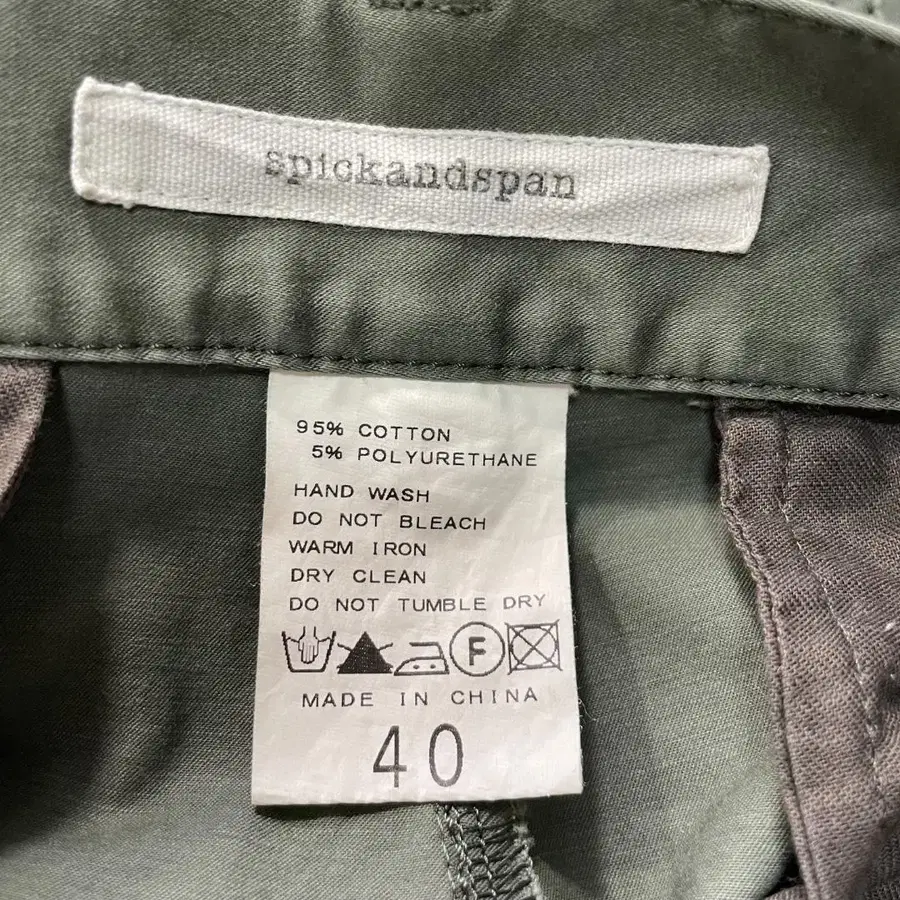 spickandspan
95% COTTON
5% POLYURETHANE
HAND WASH
DO NOT BLEACH
WARM IRON
DRY CLEAN
DO NOT TUMBLE DRY
F
MADE IN CHINA
40